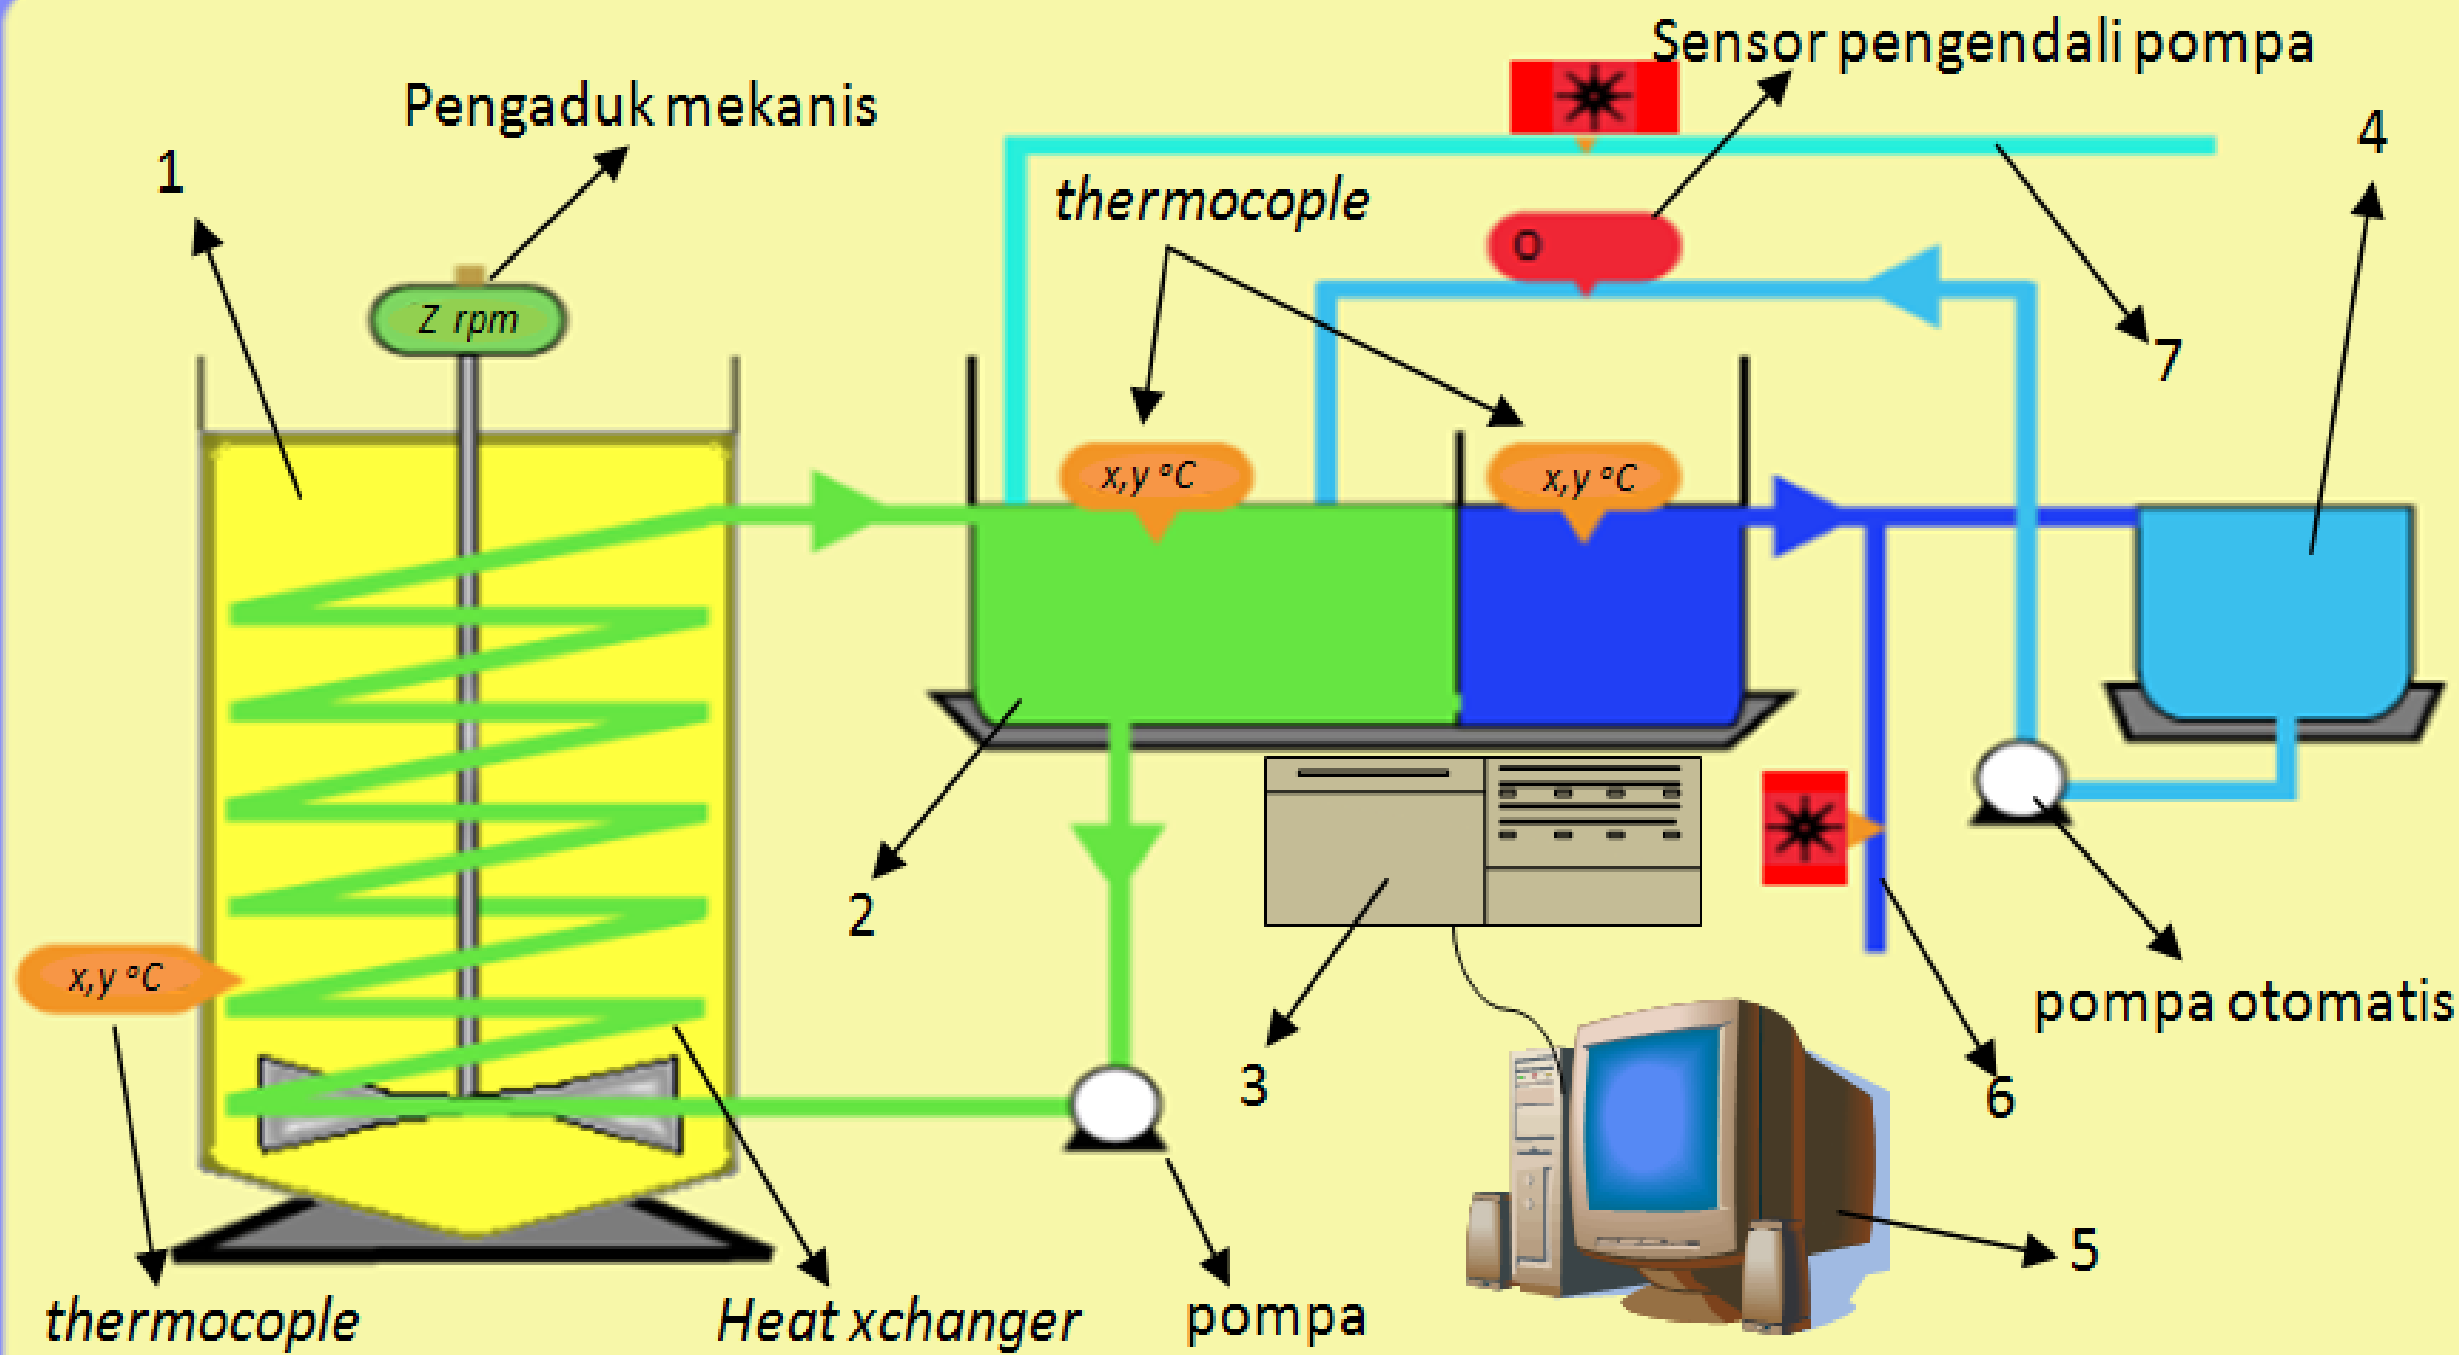 Sensor pengendali pompa
Pengaduk mekanis
4
1
thermocople
O
Z rpm
7
x,y °C
x,y °C
2
x,y °C
pompa otomatis
3
6
5
thermocople
Heat xchanger
pompa